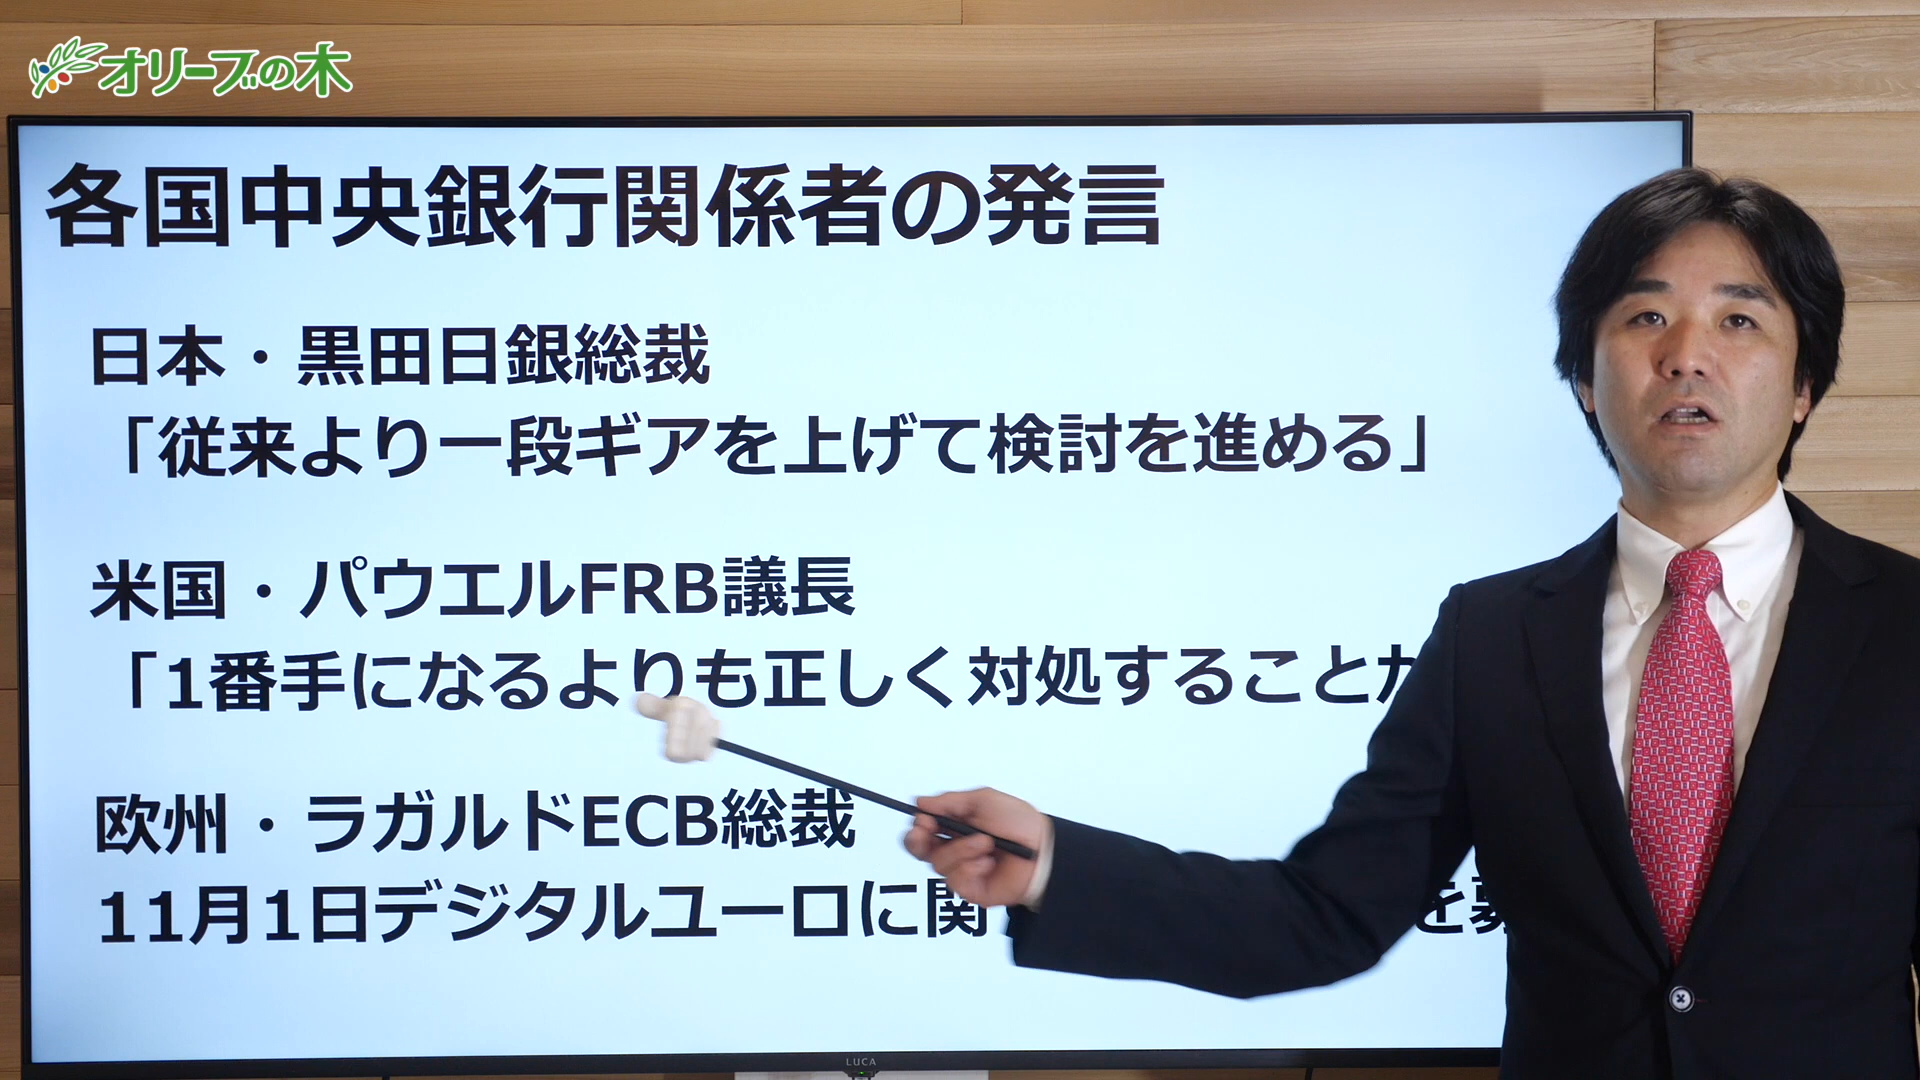 オリーブの木
各国中央銀行関係者の発言
日本・黒田日銀総裁
「従来より一段ギアを上げて検討を進める」
米国・パウエルFRB議長
「1番手になるよりも正しく対処すること
欧州・ラガルドECB総裁
11月1日デジタルユーロに関
を
LUCA